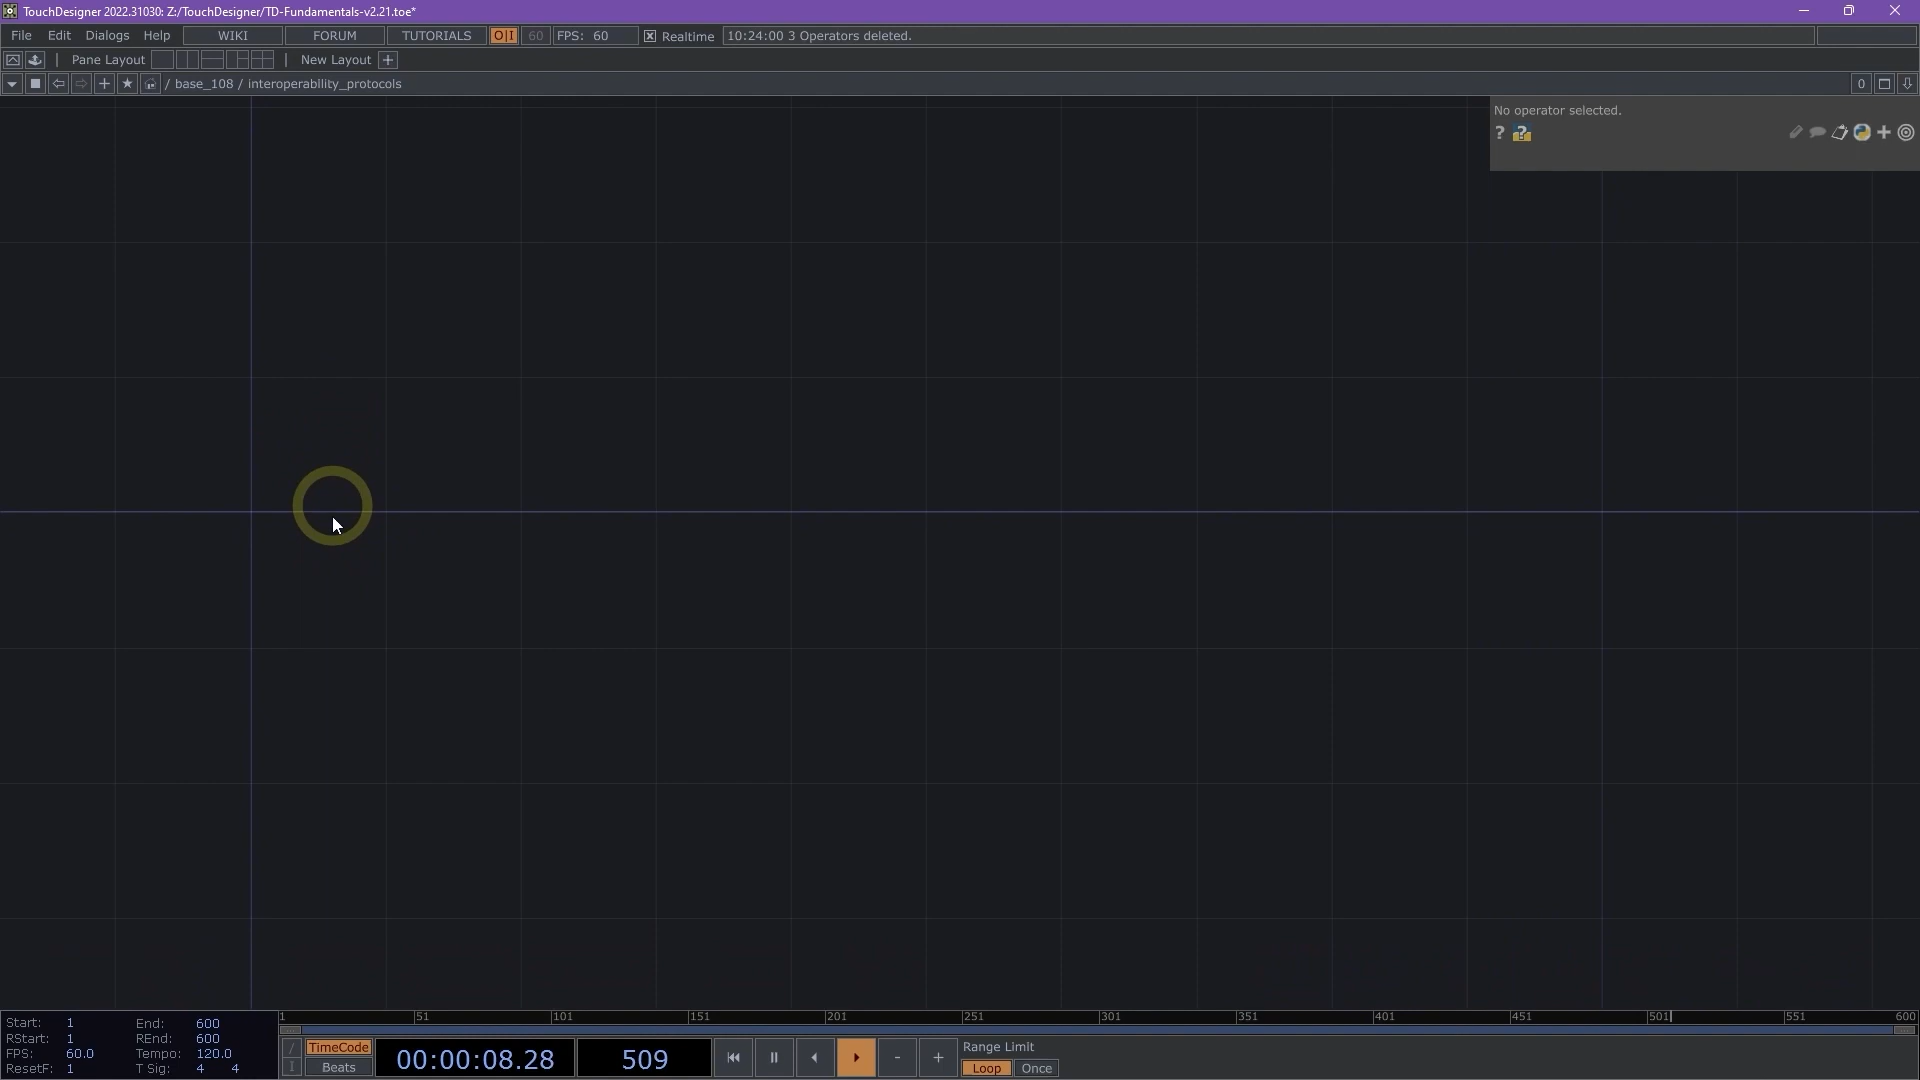 TouchDesigner 2022.31030: Z:/TouchDesigner/TD-Fundamentals-v2.21.toe*
File Edit Dialogs Help WIKI FORUM TUTORIALS O|I 60 FPS: 60 Realtime 10:24:00 3 Operators deleted.
Pane Layout New Layout +
/ base_108 / interoperability_protocols 0
No operator selected.
? ?
1 51 101 151 201 251 301 351 401 451 501 551 600
Start: 1 End: 600
RStart: 1 REnd: 600
FPS: 60.0 Tempo: 120.0
ResetF: 1 T Sig: 4 4
/ I TimeCode Beats 00:00:08.28 509 - + Range Limit
Loop Once